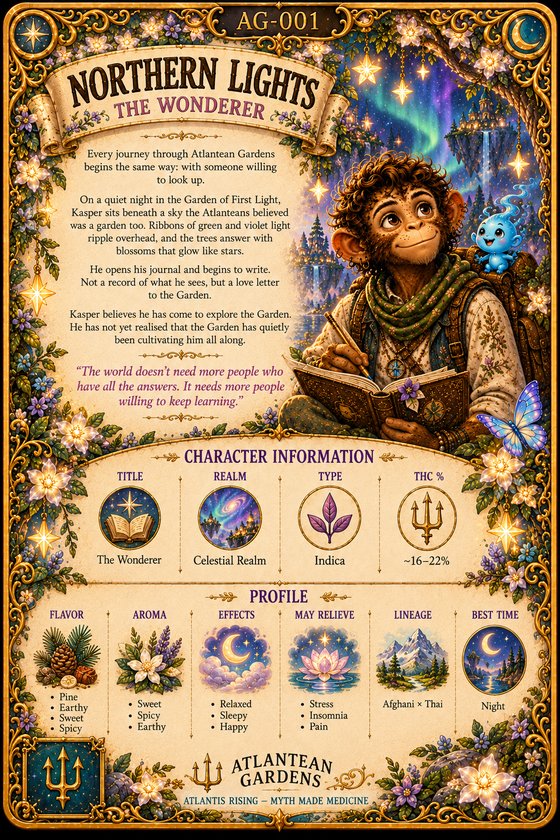 AG-001
NORTHERN LIGHTS
THE WONDERER
Every journey through Atlantean Gardens
begins the same way: with someone willing
to look up.
On a quiet night in the Garden of First Light,
Kasper sits beneath a sky the Atlanteans believed
was a garden too. Ribbons of green and violet light
ripple overhead, and the trees answer with
blossoms that glow like stars.
He opens his journal and begins to write.
Not a record of what he sees, but a love letter
to the Garden.
Kasper believes he has come to explore the Garden.
He has not yet realised that the Garden has quietly
been cultivating him all along.
“The world doesn’t need more people who
have all the answers. It needs more people
willing to keep learning.”
CHARACTER INFORMATION
TITLE
The Wonderer
REALM
Celestial Realm
TYPE
Indica
THC %
~16–22%
PROFILE
FLAVOR
• Pine
• Earthy
• Sweet
• Spicy
AROMA
• Sweet
• Spicy
• Earthy
EFFECTS
• Relaxed
• Sleepy
• Happy
MAY RELIEVE
• Stress
• Insomnia
• Pain
LINEAGE
Afghani × Thai
BEST TIME
Night
ATLANTEAN
GARDENS
ATLANTIS RISING – MYTH MADE MEDICINE